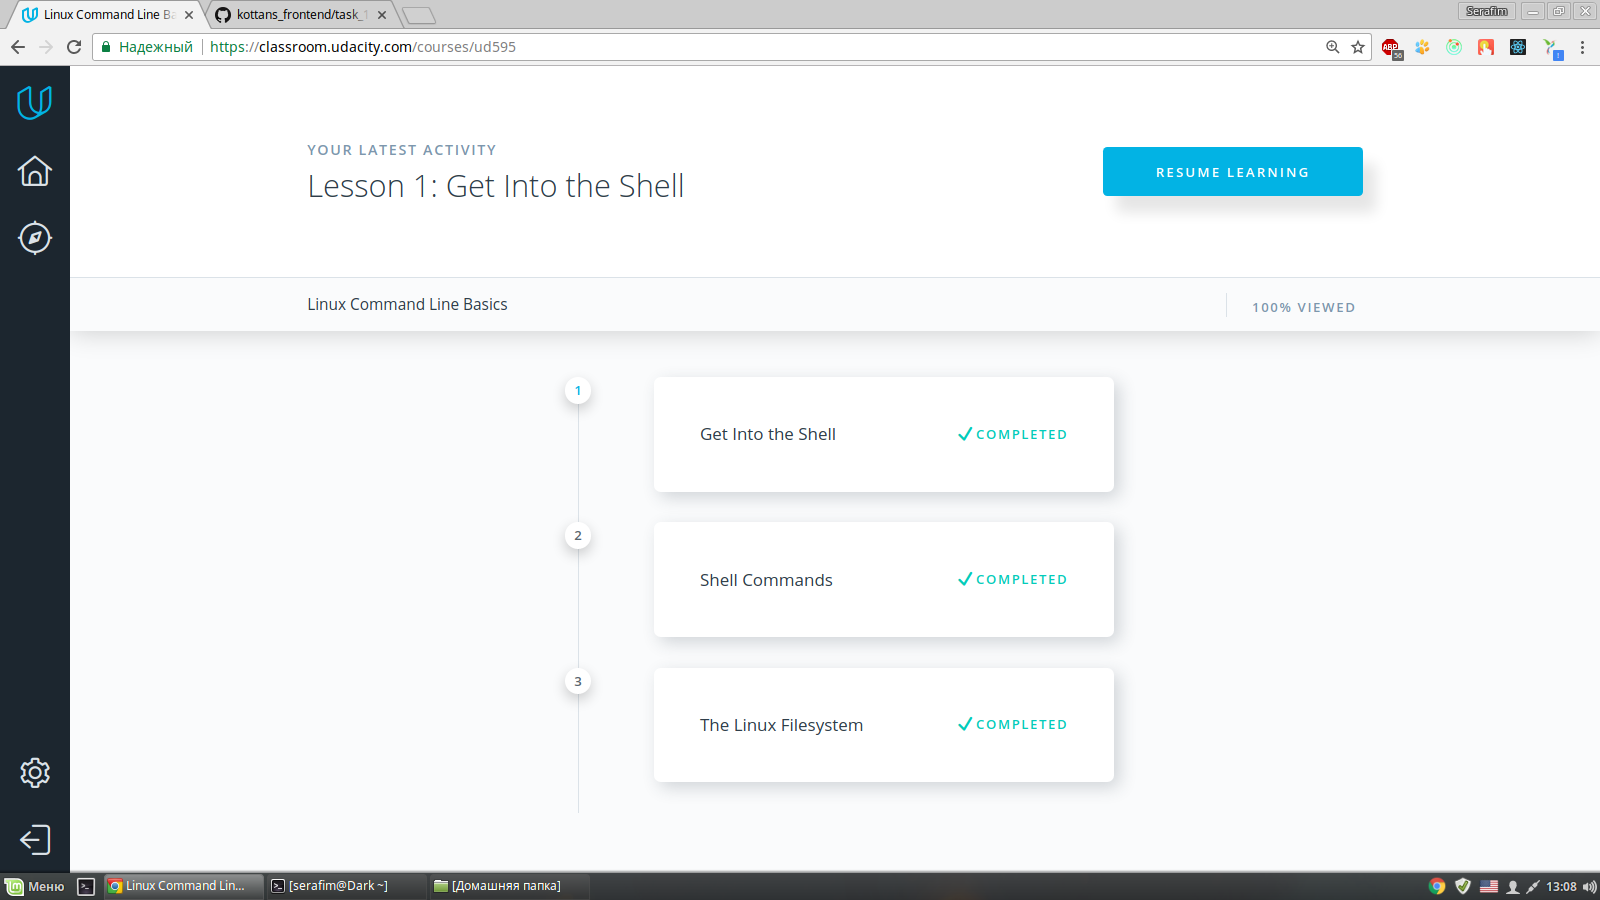 Linux Command Line Ba
kottans_frontend/task_1
Serafim
Надежный
https://classroom.udacity.com/courses/ud595
ABP
56
YOUR LATEST ACTIVITY
Lesson 1: Get Into the Shell
RESUME LEARNING
Linux Command Line Basics
100% VIEWED
1
Get Into the Shell
COMPLETED
2
Shell Commands
COMPLETED
3
The Linux Filesystem
COMPLETED
Меню
Linux Command Lin...
[serafim@Dark ~]
[Домашняя папка]
13:08